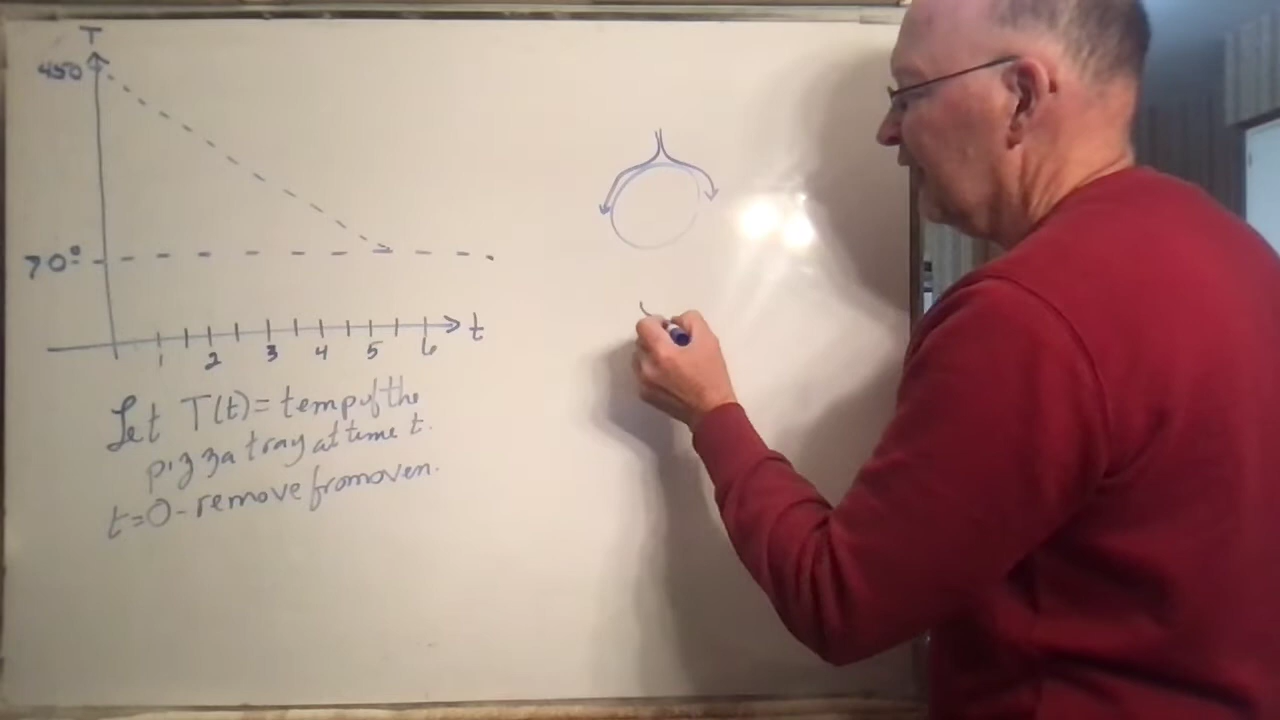 T
450
70°
t
1 2 3 4 5 6
Let T(t) = temp of the
pizza tray at time t.
t=0 - remove from oven.